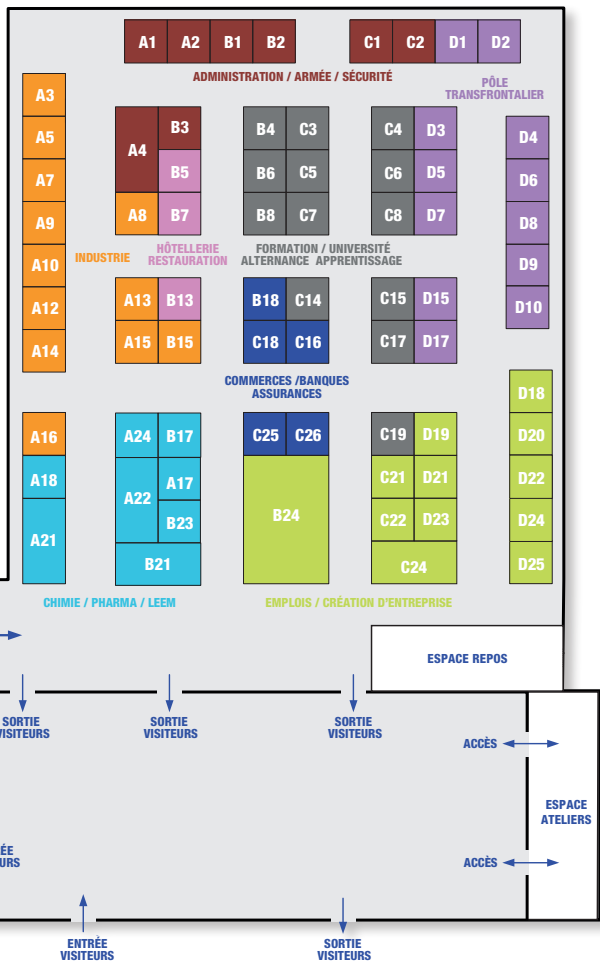 A1 A2 B1 B2 C1 C2 D1 D2
ADMINISTRATION / ARMÉE / SÉCURITÉ
PÔLE
TRANSFRONTALIER
A3
A5
A7
A9
A10
A12
A14
A4 B3
B5
A8 B7
B4 C3
B6 C5
B8 C7
C4 D3
C6 D5
C8 D7
D4
D6
D8
D9
D10
INDUSTRIE
HÔTELLERIE
RESTAURATION
FORMATION / UNIVERSITÉ
ALTERNANCE APPRENTISSAGE
A13 B13
A15 B15
B18 C14
C18 C16
C15 D15
C17 D17
COMMERCES /BANQUES
ASSURANCES
A16
A18
A21
A24 B17
A22 A17
B23
B21
C25 C26
B24
C19 D19
C21 D21
C22 D23
C24
D18
D20
D22
D24
D25
CHIMIE / PHARMA / LEEM
EMPLOIS / CRÉATION D'ENTREPRISE
ESPACE REPOS
SORTIE
VISITEURS
SORTIE
VISITEURS
SORTIE
VISITEURS
ACCÈS
ESPACE
ATELIERS
ÉE
URS
ACCÈS
ENTRÉE
VISITEURS
SORTIE
VISITEURS